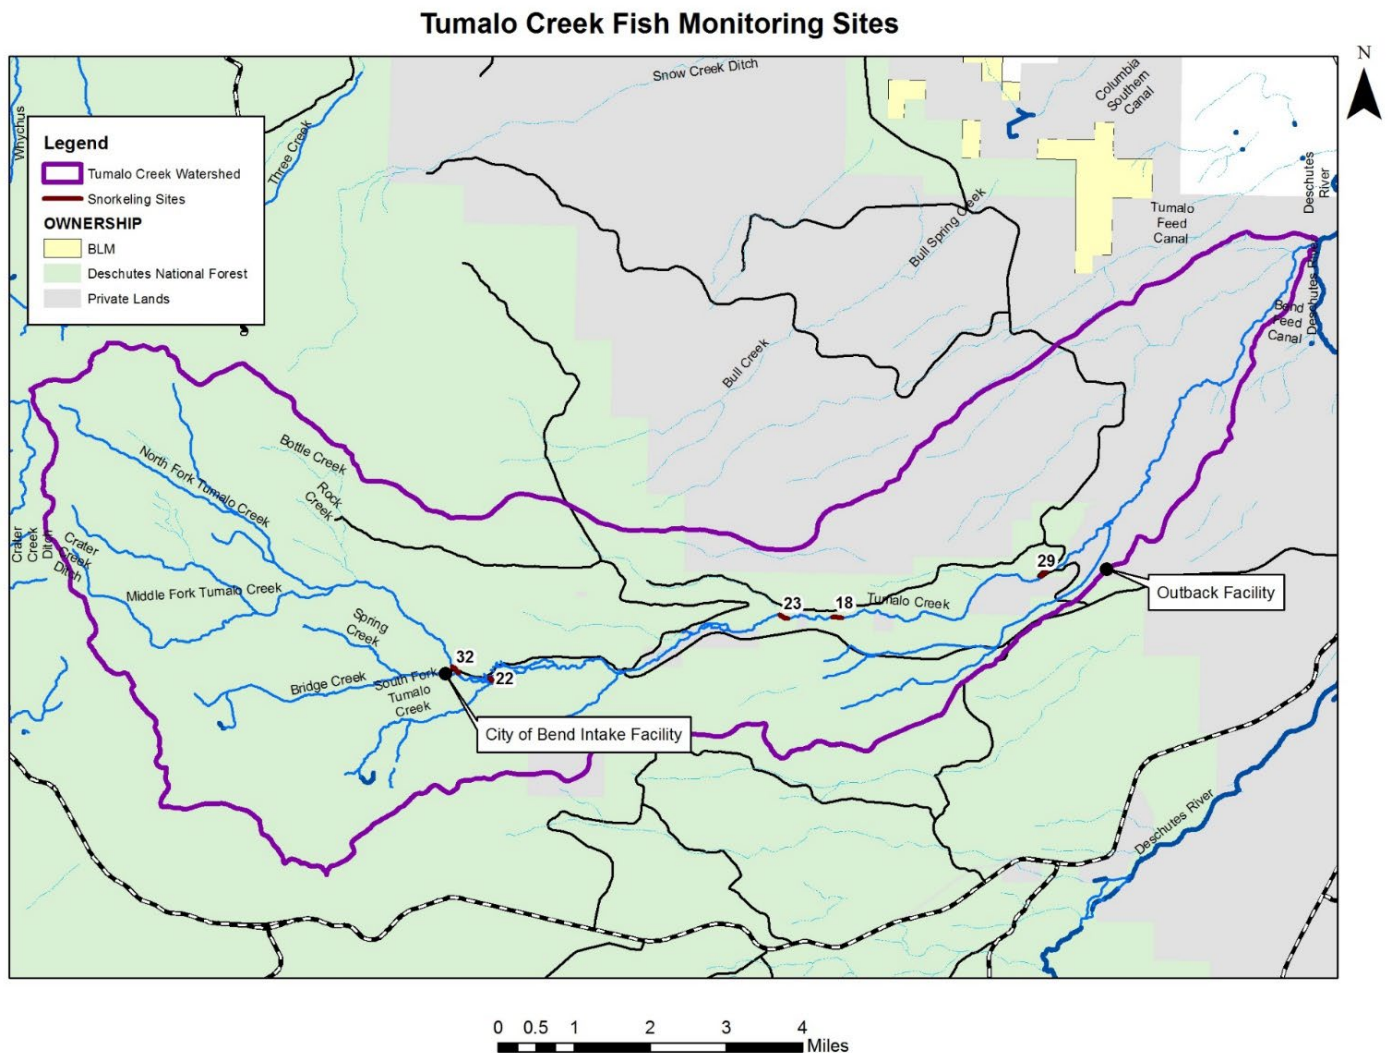 Tumalo Creek Fish Monitoring Sites
N
Snow Creek Ditch
Columbia
Southern
Canal
Whychus
Three Creek
Legend
Tumalo Creek Watershed
Snorkeling Sites
OWNERSHIP
BLM
Deschutes National Forest
Private Lands
Deschutes
River
Tumalo
Feed
Canal
Bull Spring Creek
Deschutes River
Bend
Feed
Canal
Bull Creek
Bottle Creek
North Fork Tumalo Creek
Rock
Creek
Crater
Creek
Ditch
Crater
Creek
Ditch
Middle Fork Tumalo Creek
29
Outback Facility
23
18
Tumalo Creek
Spring
Creek
32
Bridge Creek
South Fork
Tumalo
Creek
22
City of Bend Intake Facility
Deschutes River
0 0.5 1 2 3 4
Miles